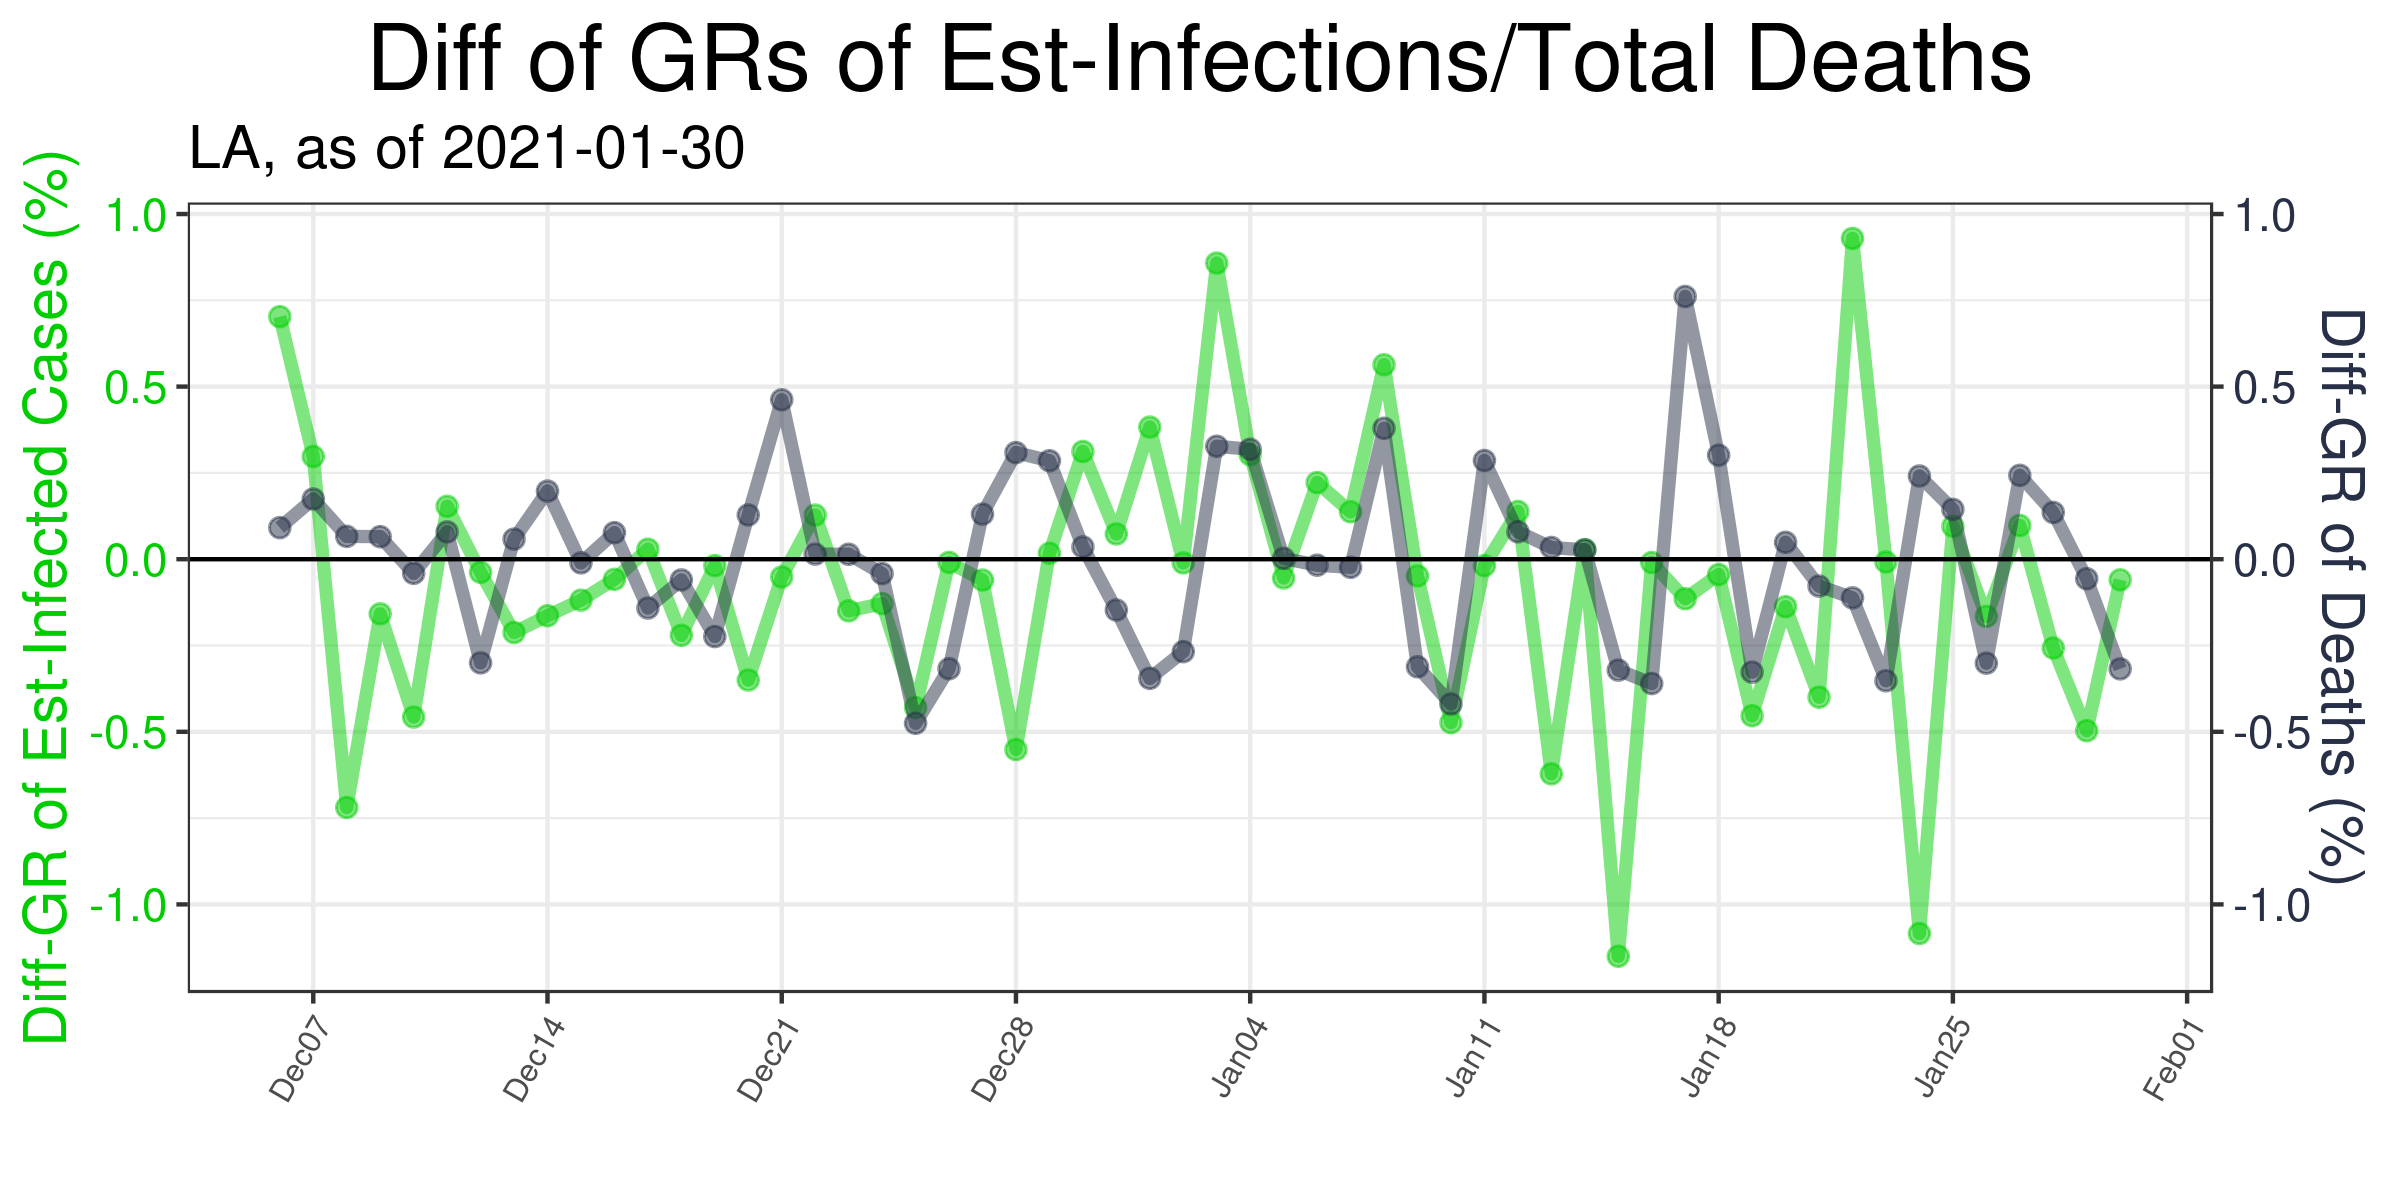 Diff of GRs of Est-Infections/Total Deaths
LA, as of 2021-01-30
Diff-GR of Est-Infected Cases (%)
1.0
0.5
0.0
-0.5
-1.0
1.0
0.5
0.0
-0.5
-1.0
Diff-GR of Deaths (%)
Dec07
Dec14
Dec21
Dec28
Jan04
Jan11
Jan18
Jan25
Feb01